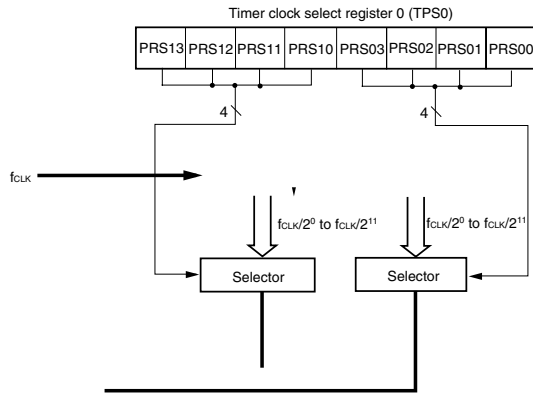 Timer clock select register 0 (TPS0)
PRS13 PRS12 PRS11 PRS10 PRS03 PRS02 PRS01 PRS00
4 4
fCLK
fCLK/2⁰ to fCLK/2¹¹ fCLK/2⁰ to fCLK/2¹¹
Selector Selector